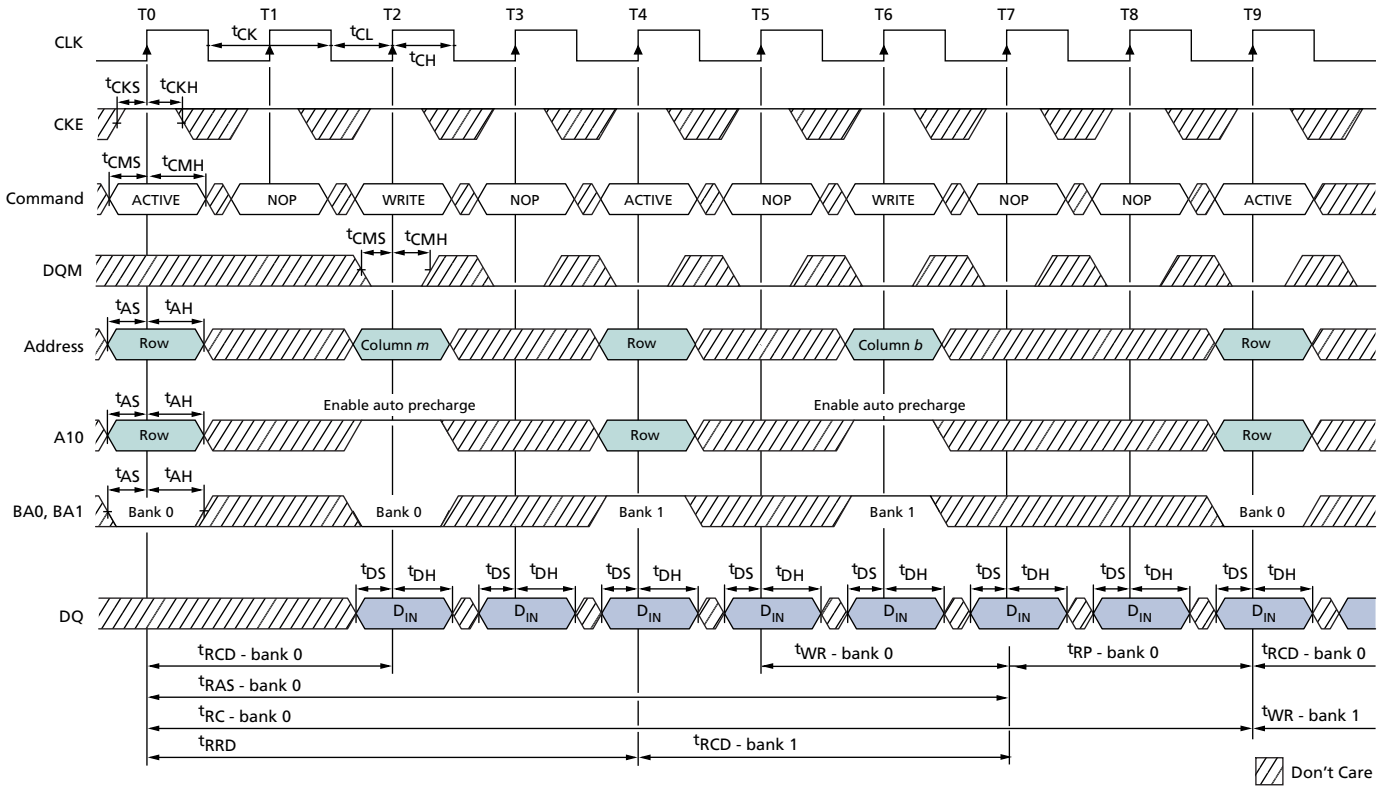 T0 T1 T2 T3 T4 T5 T6 T7 T8 T9
CLK
tCK tCL
tCH
tCKS tCKH
CKE
tCMS tCMH
Command ACTIVE NOP WRITE NOP ACTIVE NOP WRITE NOP NOP ACTIVE
tCMS tCMH
DQM
tAS tAH
Address Row Column m Row Column b Row
tAS tAH Enable auto precharge Enable auto precharge
A10 Row Row Row
tAS tAH
BA0, BA1 Bank 0 Bank 0 Bank 1 Bank 1 Bank 0
tDS tDH tDS tDH tDS tDH tDS tDH tDS tDH tDS tDH tDS tDH tDS tDH
DQ DIN DIN DIN DIN DIN DIN DIN DIN
tRCD - bank 0 tWR - bank 0 tRP - bank 0 tRCD - bank 0
tRAS - bank 0
tRC - bank 0 tWR - bank 1
tRRD tRCD - bank 1
Don't Care